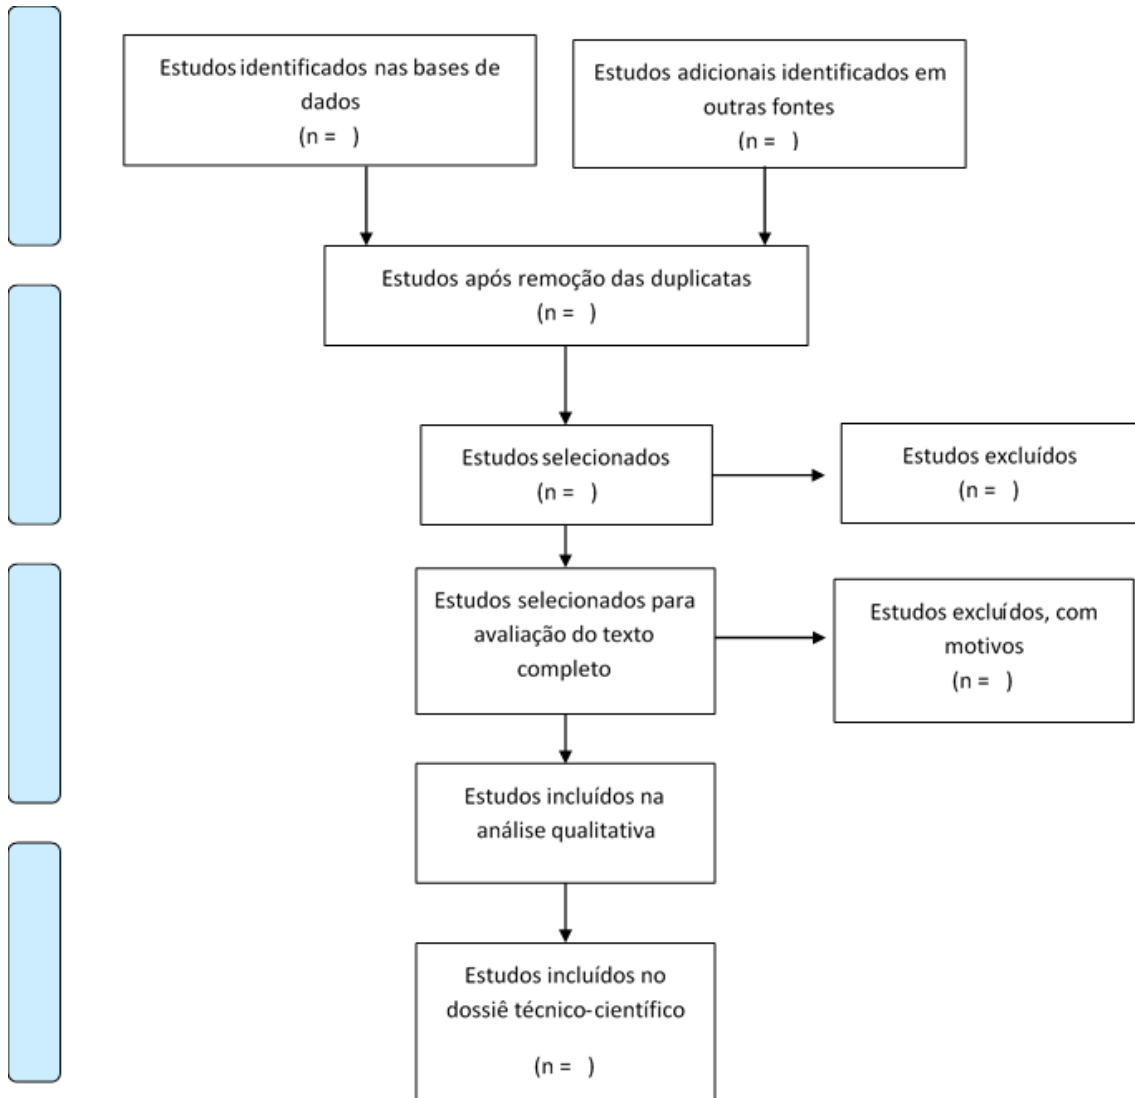 Estudos identificados nas bases de
dados
(n =   )
Estudos adicionais identificados em
outras fontes
(n =   )
Estudos após remoção das duplicatas
(n =   )
Estudos selecionados
(n =   )
Estudos excluídos
(n =   )
Estudos selecionados para
avaliação do texto
completo
Estudos excluídos, com
motivos
(n =   )
Estudos incluídos na
análise qualitativa
Estudos incluídos no
dossiê técnico-científico
(n =   )